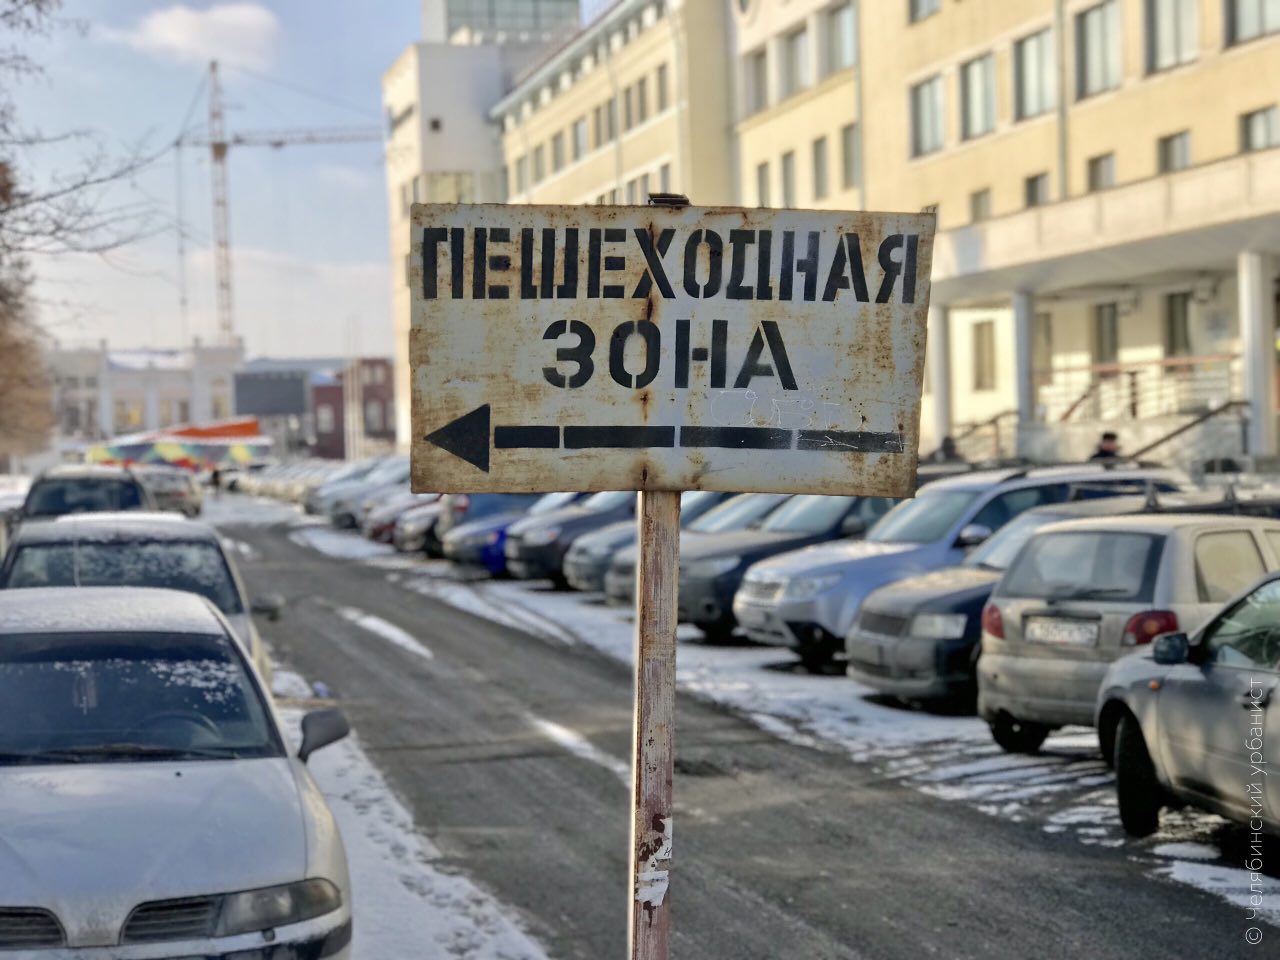 ПЕШЕХОДНАЯ
ЗОНА
© Челябинский урбанист